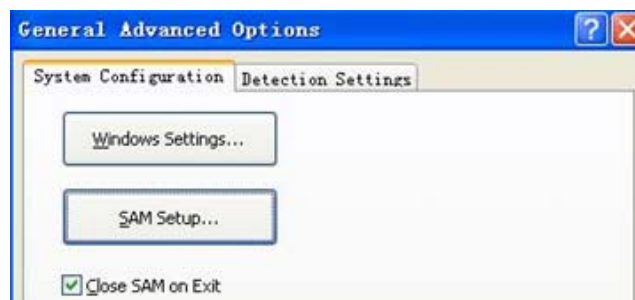 General Advanced Options ?
System Configuration Detection Settings
Windows Settings...
SAM Setup...
Close SAM on Exit